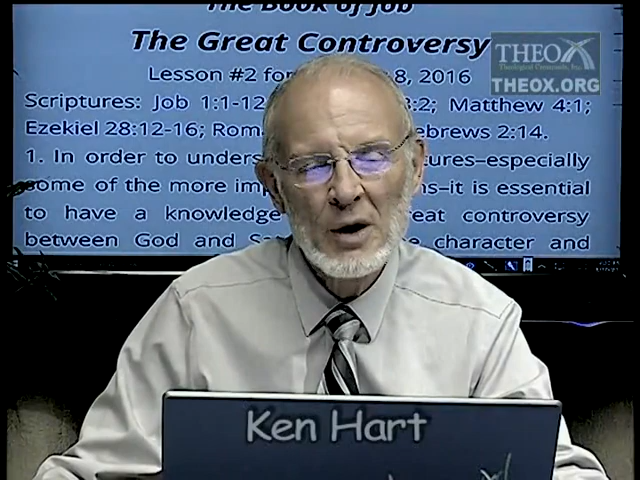 The Book of Job
The Great Controversy
Lesson #2 for 8, 2016
Scriptures: Job 1:1-12 3:2; Matthew 4:1;
Ezekiel 28:12-16; Rom. ebrews 2:14.
1. In order to unders tures–especially
some of the more imp ns–it is essential
to have a knowledge reat controversy
between God and Sa e character and
THEOX
THEOX.ORG
Ken Hart